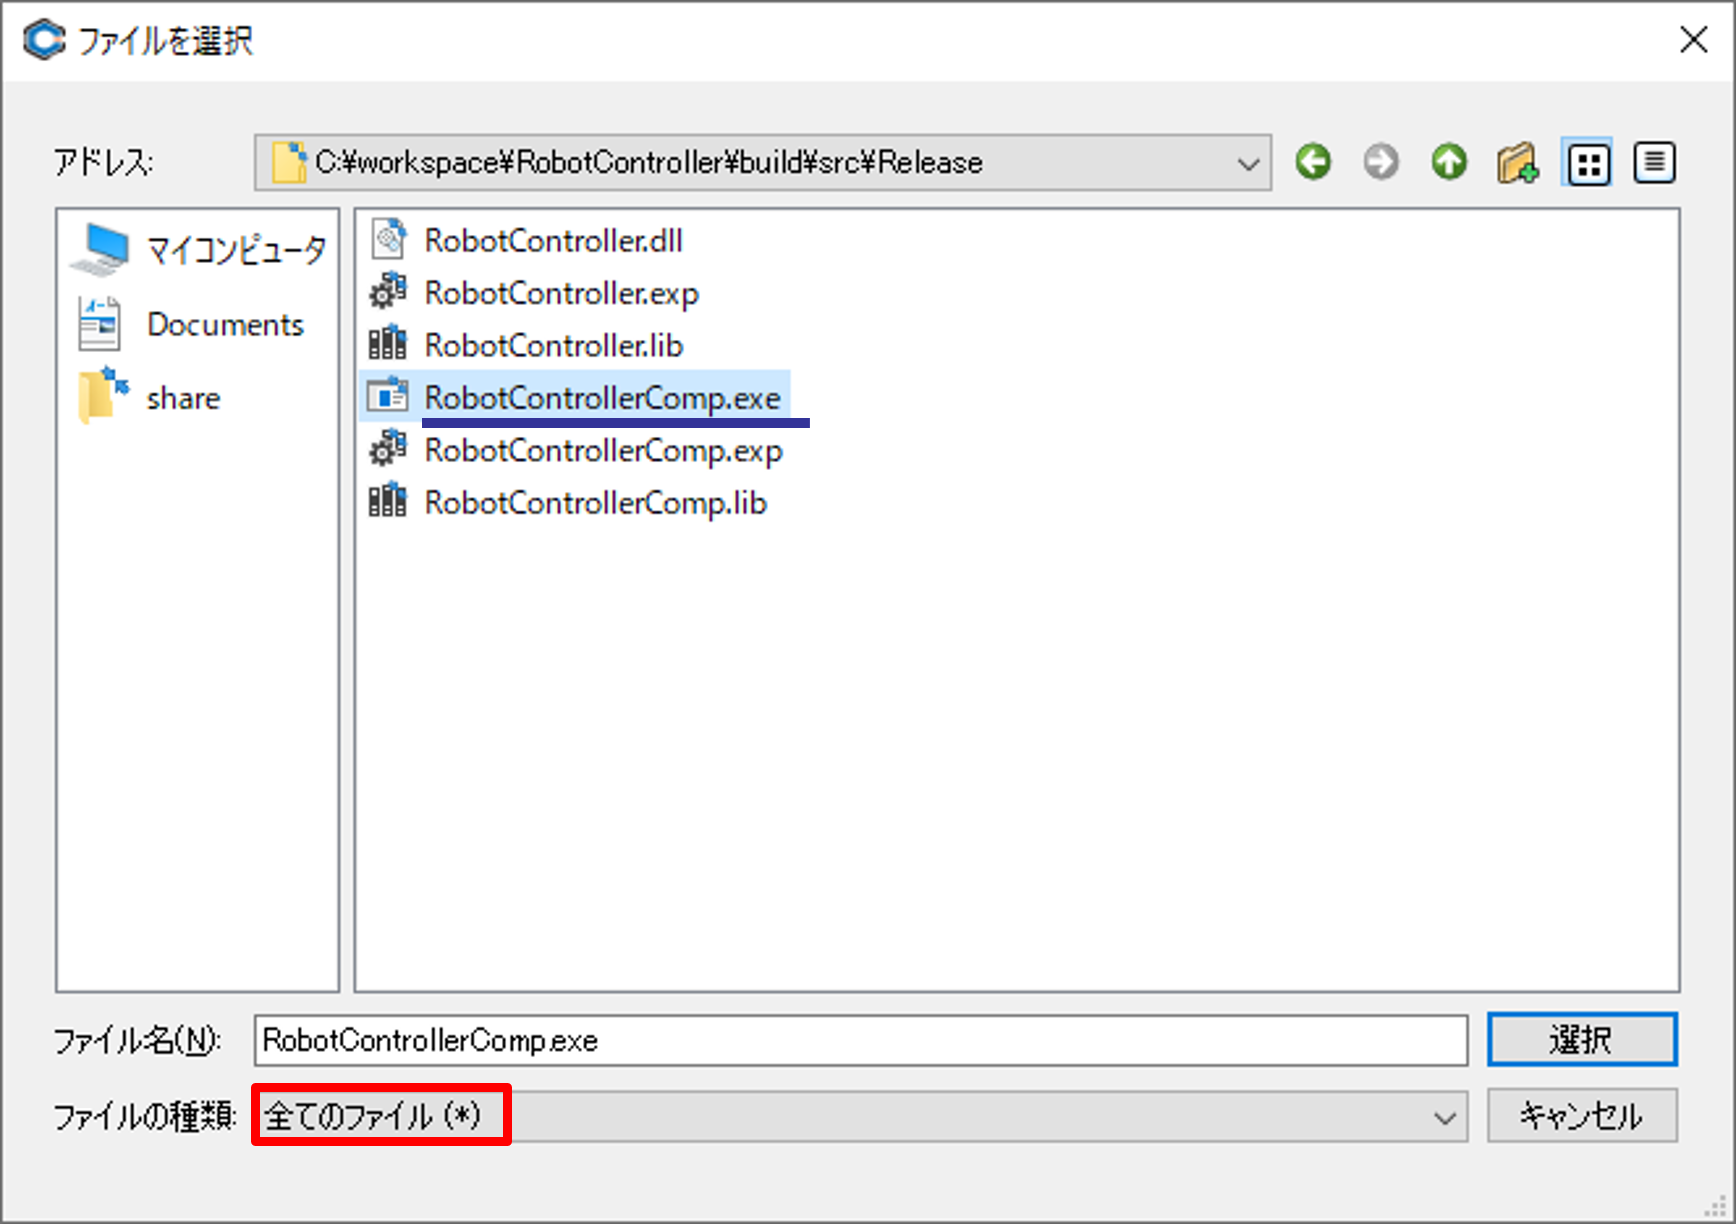 ファイルを選択
アドレス: C:¥workspace¥RobotController¥build¥src¥Release
マイコンピュータ
Documents
share
RobotController.dll
RobotController.exp
RobotController.lib
RobotControllerComp.exe
RobotControllerComp.exp
RobotControllerComp.lib
ファイル名(N): RobotControllerComp.exe 選択
ファイルの種類: 全てのファイル (*) キャンセル